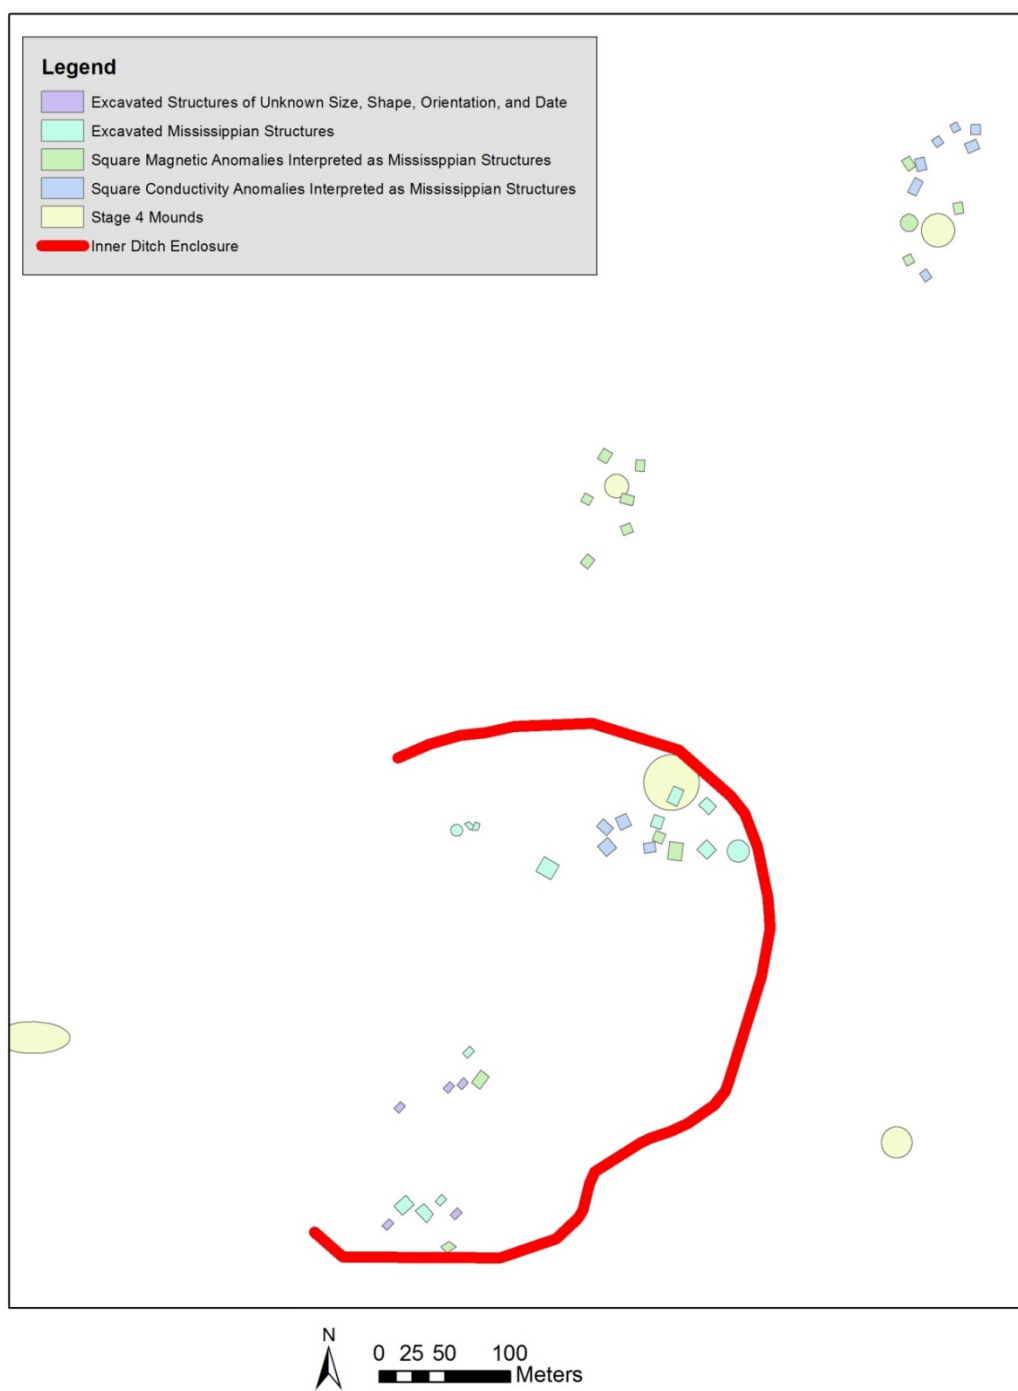 Legend
Excavated Structures of Unknown Size, Shape, Orientation, and Date
Excavated Mississippian Structures
Square Magnetic Anomalies Interpreted as Mississppian Structures
Square Conductivity Anomalies Interpreted as Mississippian Structures
Stage 4 Mounds
Inner Ditch Enclosure
N
0 25 50 100
Meters